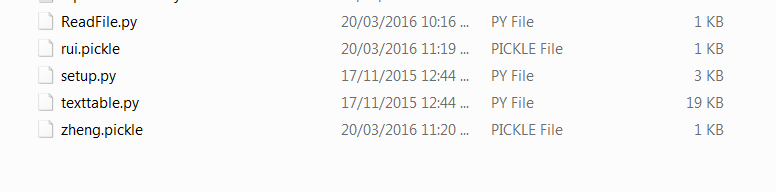 ReadFile.py 20/03/2016 10:16 ... PY File 1 KB
rui.pickle 20/03/2016 11:19 ... PICKLE File 1 KB
setup.py 17/11/2015 12:44 ... PY File 3 KB
texttable.py 17/11/2015 12:44 ... PY File 19 KB
zheng.pickle 20/03/2016 11:20 ... PICKLE File 1 KB